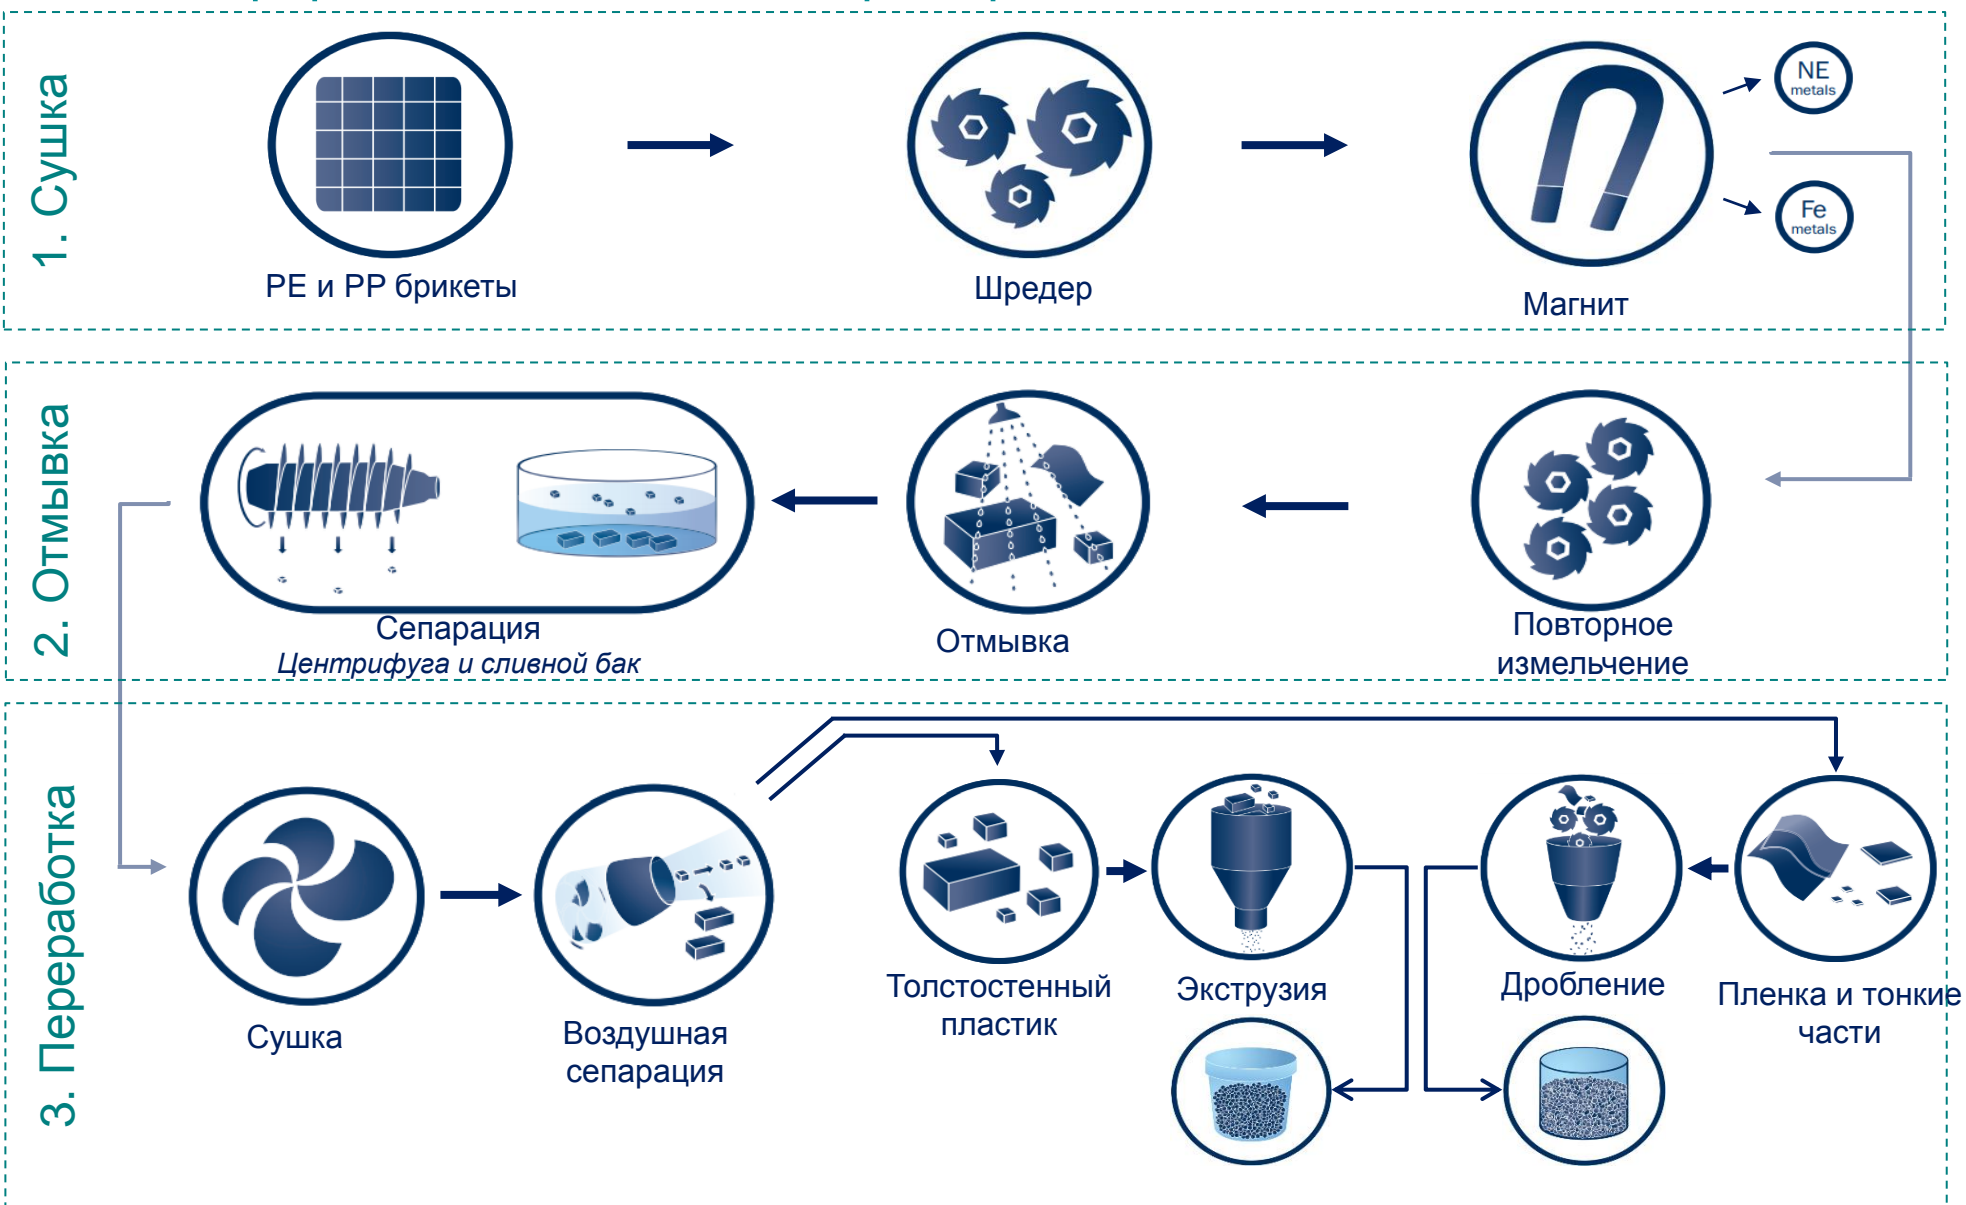 1. Сушка
PE и PP брикеты
Шредер
Магнит
NE
metals
Fe
metals
2. Отмывка
Сепарация
Центрифуга и сливной бак
Отмывка
Повторное
измельчение
3. Переработка
Сушка
Воздушная
сепарация
Толстостенный
пластик
Экструзия
Дробление
Пленка и тонкие
части